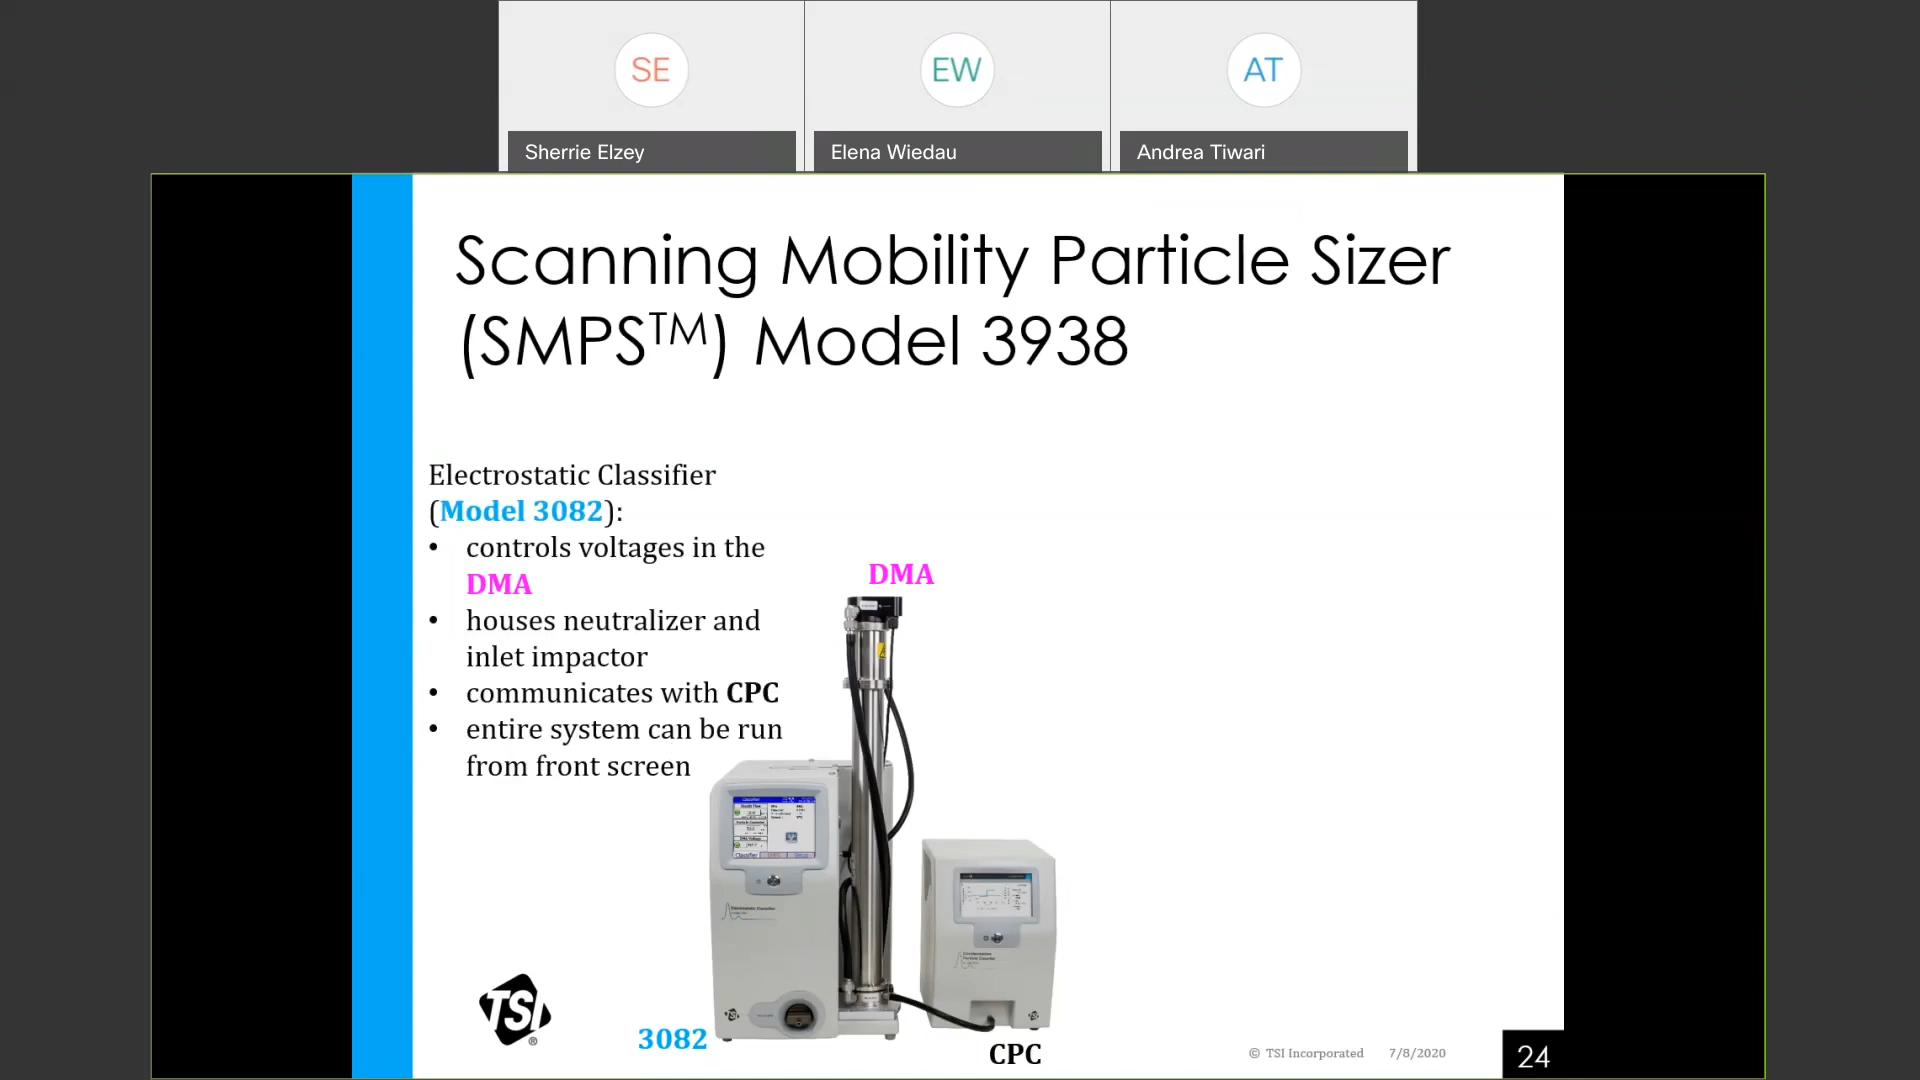 SE
EW
AT
Sherrie Elzey
Elena Wiedau
Andrea Tiwari
Scanning Mobility Particle Sizer
(SMPS™) Model 3938
Electrostatic Classifier
(Model 3082):
• controls voltages in the
DMA
• houses neutralizer and
inlet impactor
• communicates with CPC
• entire system can be run
from front screen
DMA
Classifier
TSI®
3082
CPC
© TSI Incorporated 7/8/2020
24